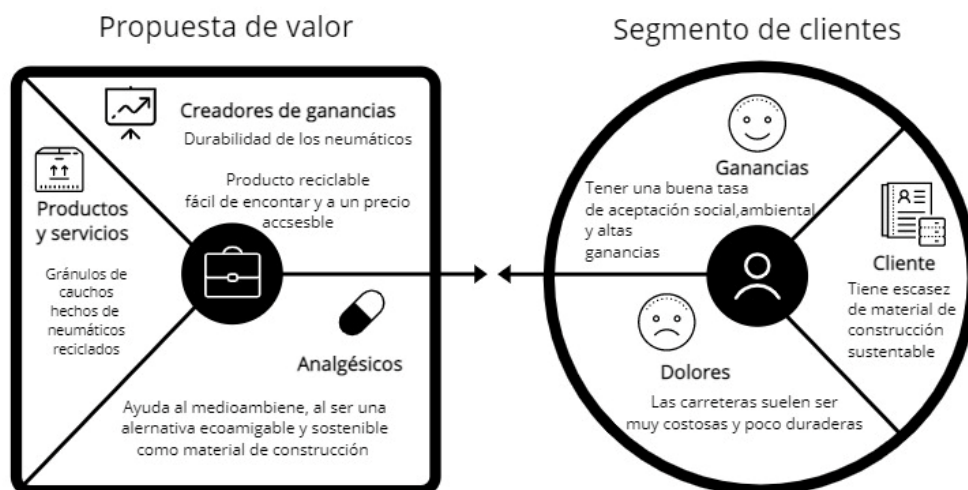 Propuesta de valor
Creadores de ganancias
Durabilidad de los neumáticos
Producto reciclable
fácil de encontar y a un precio
accsesble
Productos
y servicios
Gránulos de
cauchos
hechos de
neumáticos
reciclados
Analgésicos
Ayuda al medioambiene, al ser una
alernativa ecoamigable y sostenible
como material de construcción
Segmento de clientes
Ganancias
Tener una buena tasa
de aceptación social,ambiental
y altas
ganancias
Cliente
Tiene escasez
de material de
construcción
sustentable
Dolores
Las carreteras suelen ser
muy costosas y poco duraderas